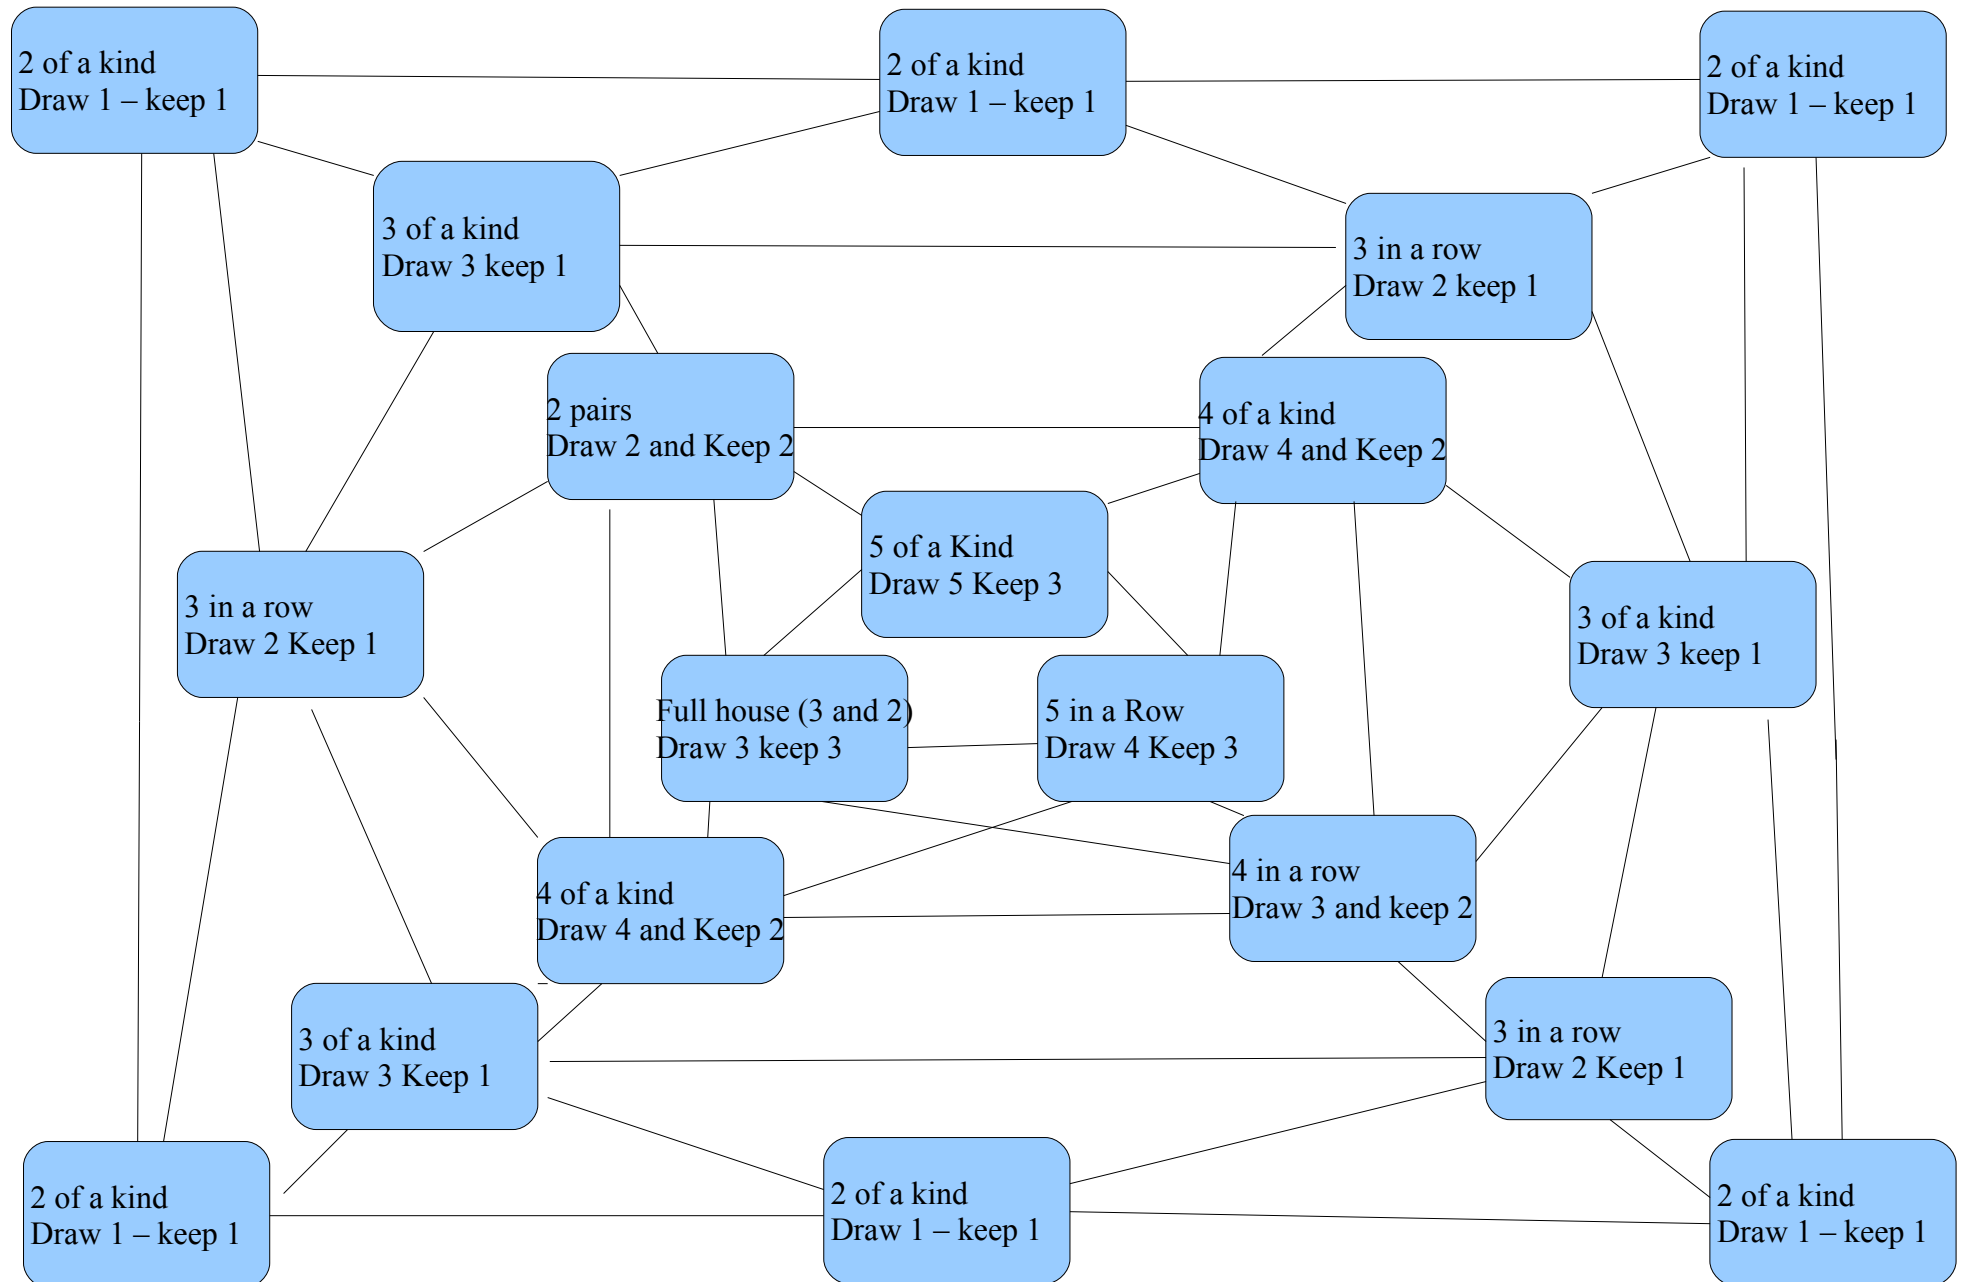 2 of a kind
Draw 1 – keep 1
2 of a kind
Draw 1 – keep 1
2 of a kind
Draw 1 – keep 1
3 of a kind
Draw 3 keep 1
3 in a row
Draw 2 keep 1
2 pairs
Draw 2 and Keep 2
4 of a kind
Draw 4 and Keep 2
5 of a Kind
Draw 5 Keep 3
3 in a row
Draw 2 Keep 1
3 of a kind
Draw 3 keep 1
Full house (3 and 2)
Draw 3 keep 3
5 in a Row
Draw 4 Keep 3
4 of a kind
Draw 4 and Keep 2
4 in a row
Draw 3 and keep 2
3 of a kind
Draw 3 Keep 1
3 in a row
Draw 2 Keep 1
2 of a kind
Draw 1 – keep 1
2 of a kind
Draw 1 – keep 1
2 of a kind
Draw 1 – keep 1